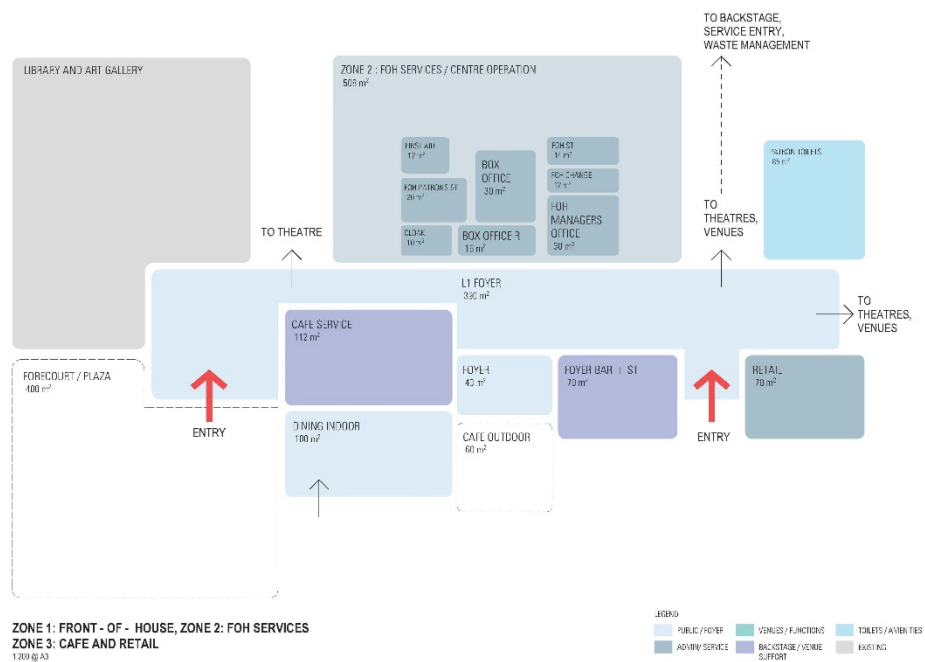 TO BACKSTAGE,
SERVICE ENTRY,
WASTE MANAGEMENT
LIBRARY AND ART GALLERY
ZONE 2 : FOH SERVICES / CENTRE OPERATION
508 m²
FIRST AID
12 m²
BOX
OFFICE
30 m²
FOH ST
14 m²
FOH PATRONS ST
20 m²
FOH CHANGE
12 m²
FOH
MANAGERS
OFFICE
30 m²
CLOAK
10 m²
BOX OFFICE R
16 m²
PATRON TOILETS
85 m²
TO THEATRE
TO
THEATRES,
VENUES
L1 FOYER
390 m²
TO
THEATRES,
VENUES
CAFE SERVICE
112 m²
FORECOURT / PLAZA
400 m²
FOYER
40 m²
FOYER BAR + ST
70 m²
RETAIL
70 m²
ENTRY
DINING INDOOR
100 m²
CAFE OUTDOOR
60 m²
ENTRY
ZONE 1: FRONT - OF - HOUSE, ZONE 2: FOH SERVICES
ZONE 3: CAFE AND RETAIL
1:200 @ A3
LEGEND
PUBLIC / FOYER
VENUES / FUNCTIONS
TOILETS / AMENITIES
ADMIN / SERVICE
BACKSTAGE / VENUE
SUPPORT
EXISTING